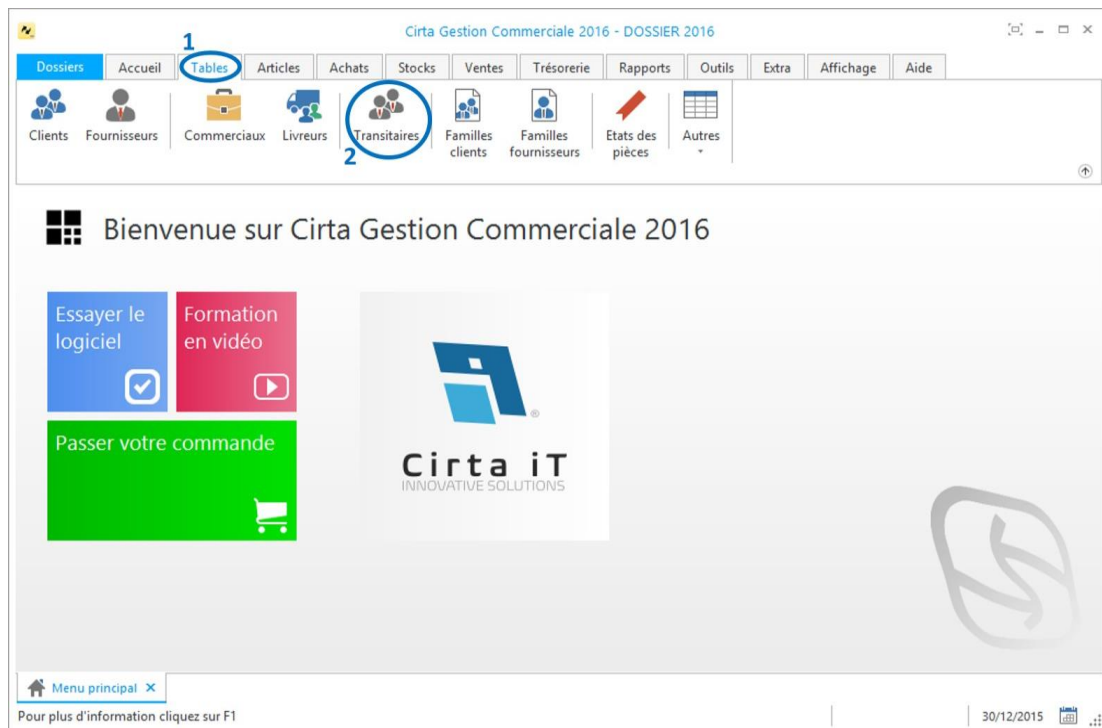 Cirta Gestion Commerciale 2016 - DOSSIER 2016
1
Dossiers Accueil Tables Articles Achats Stocks Ventes Trésorerie Rapports Outils Extra Affichage Aide
Clients Fournisseurs Commerciaux Livreurs Transitaires Familles clients Familles fournisseurs Etats des pièces Autres
2
Bienvenue sur Cirta Gestion Commerciale 2016
Essayer le
logiciel
Formation
en vidéo
Passer votre commande
®
Cirta iT
INNOVATIVE SOLUTIONS
Menu principal
Pour plus d'information cliquez sur F1
30/12/2015